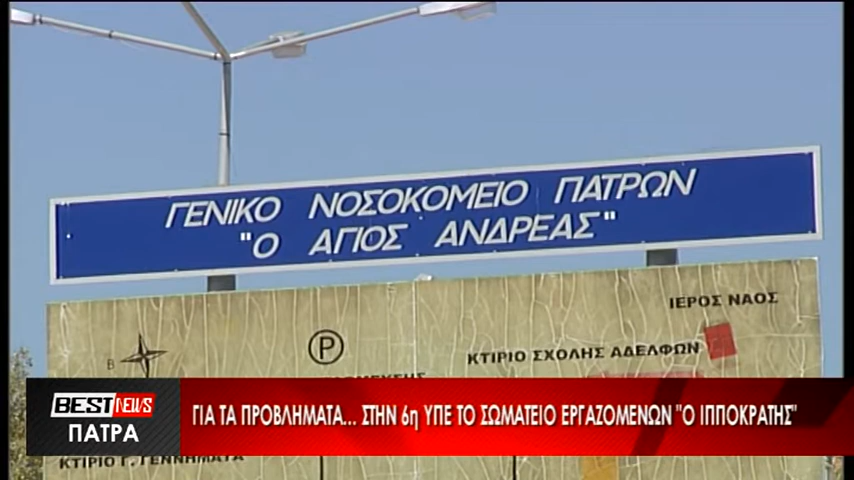 ΓΕΝΙΚΟ ΝΟΣΟΚΟΜΕΙΟ ΠΑΤΡΩΝ
"Ο ΑΓΙΟΣ ΑΝΔΡΕΑΣ"
ΙΕΡΟΣ ΝΑΟΣ
Β
P
ΚΤΙΡΙΟ ΣΧΟΛΗΣ ΑΔΕΛΦΩΝ
BEST NEWS
ΠΑΤΡΑ
ΓΙΑ ΤΑ ΠΡΟΒΛΗΜΑΤΑ... ΣΤΗΝ 6η ΥΠΕ ΤΟ ΣΩΜΑΤΕΙΟ ΕΡΓΑΖΟΜΕΝΩΝ "Ο ΙΠΠΟΚΡΑΤΗΣ"
ΚΤΙΡΙΟ Γ. ΓΕΝΝΗΜΑΤΑ